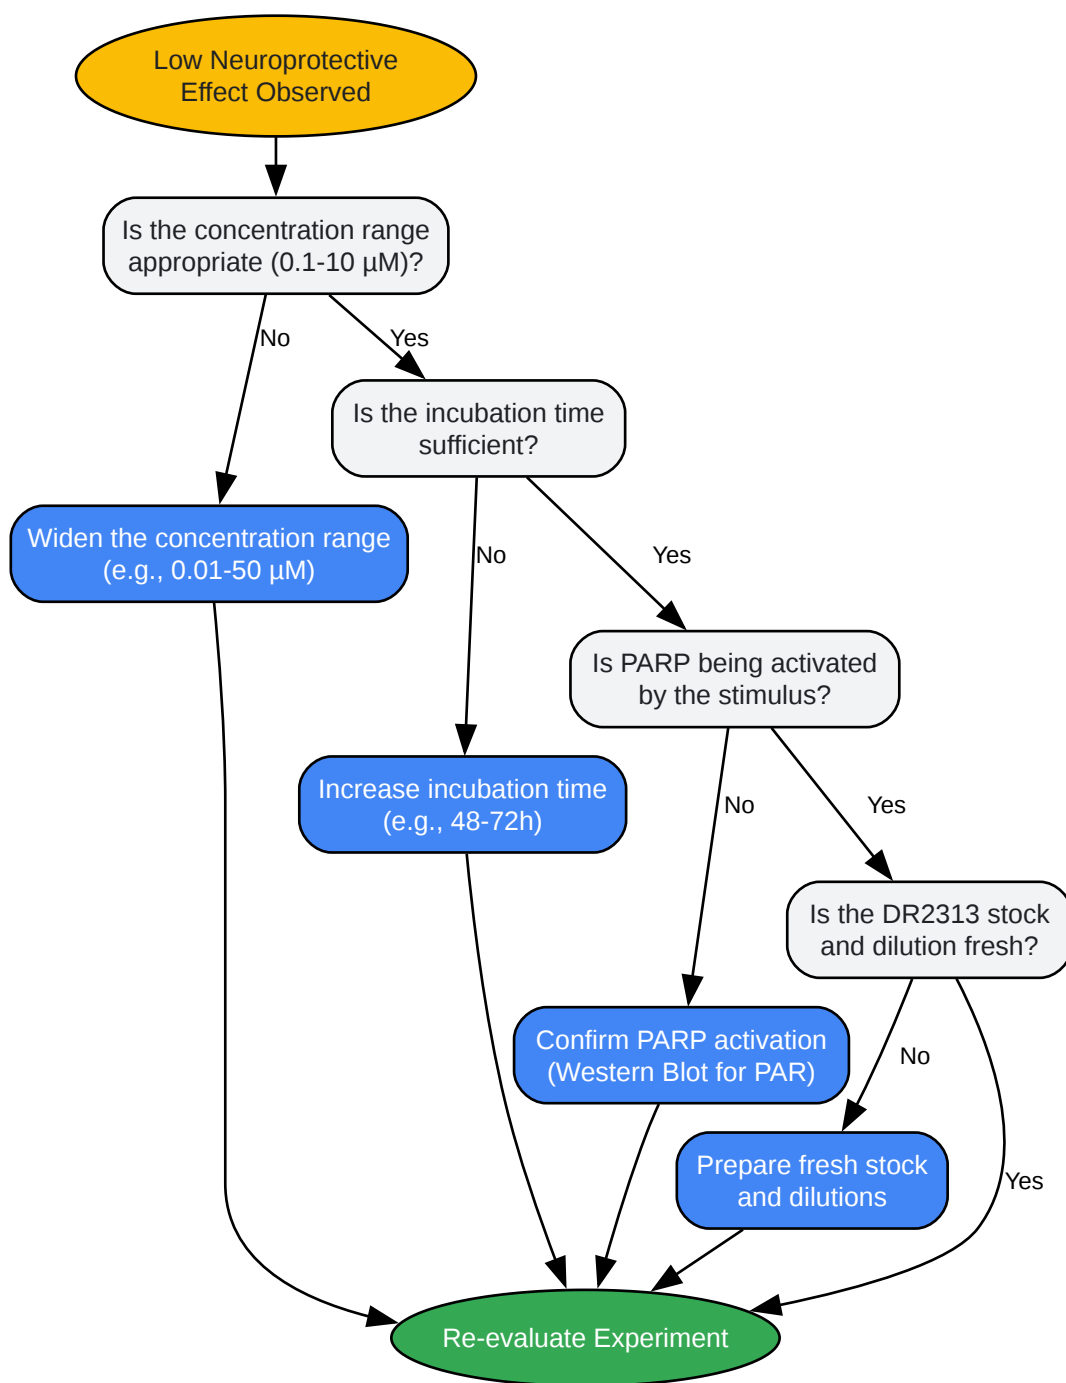 Low Neuroprotective
Effect Observed
Is the concentration range
appropriate (0.1-10 µM)?
No
Yes
Is the incubation time
sufficient?
Widen the concentration range
(e.g., 0.01-50 µM)
No
Yes
Is PARP being activated
by the stimulus?
Increase incubation time
(e.g., 48-72h)
No
Yes
Is the DR2313 stock
and dilution fresh?
Confirm PARP activation
(Western Blot for PAR)
No
Prepare fresh stock
and dilutions
Yes
Re-evaluate Experiment